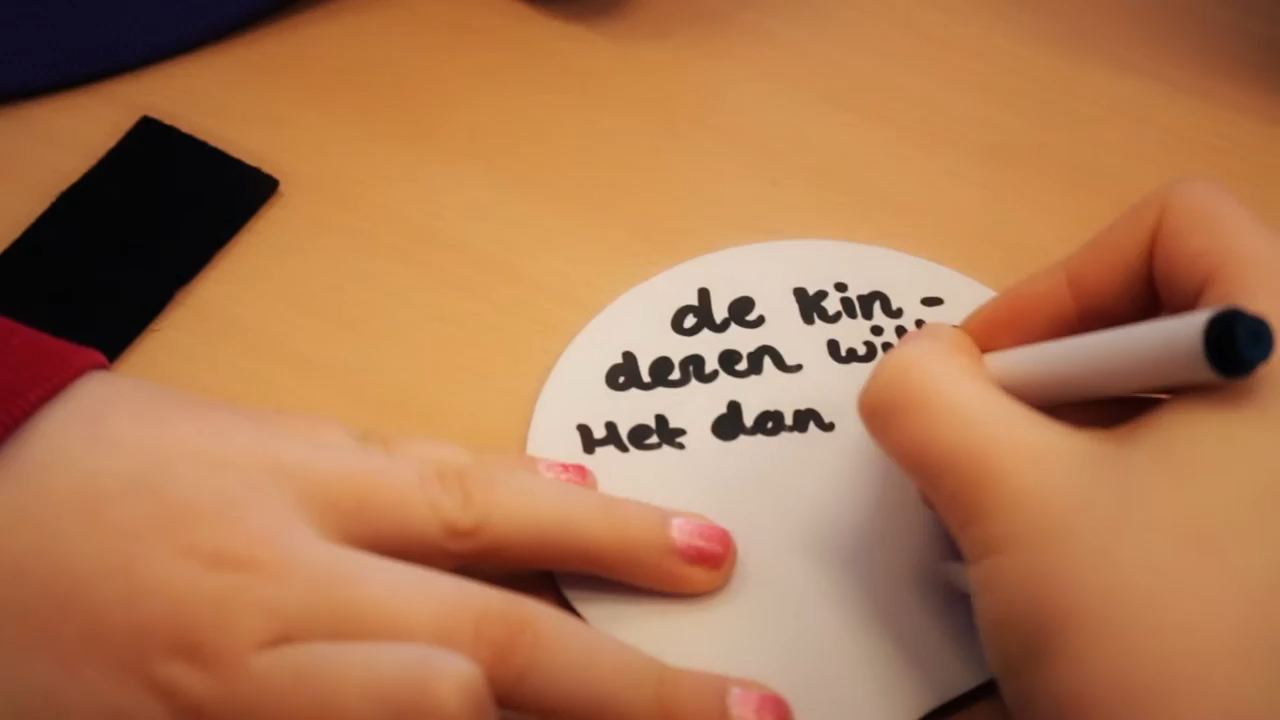 de kin-
deren
Het dan